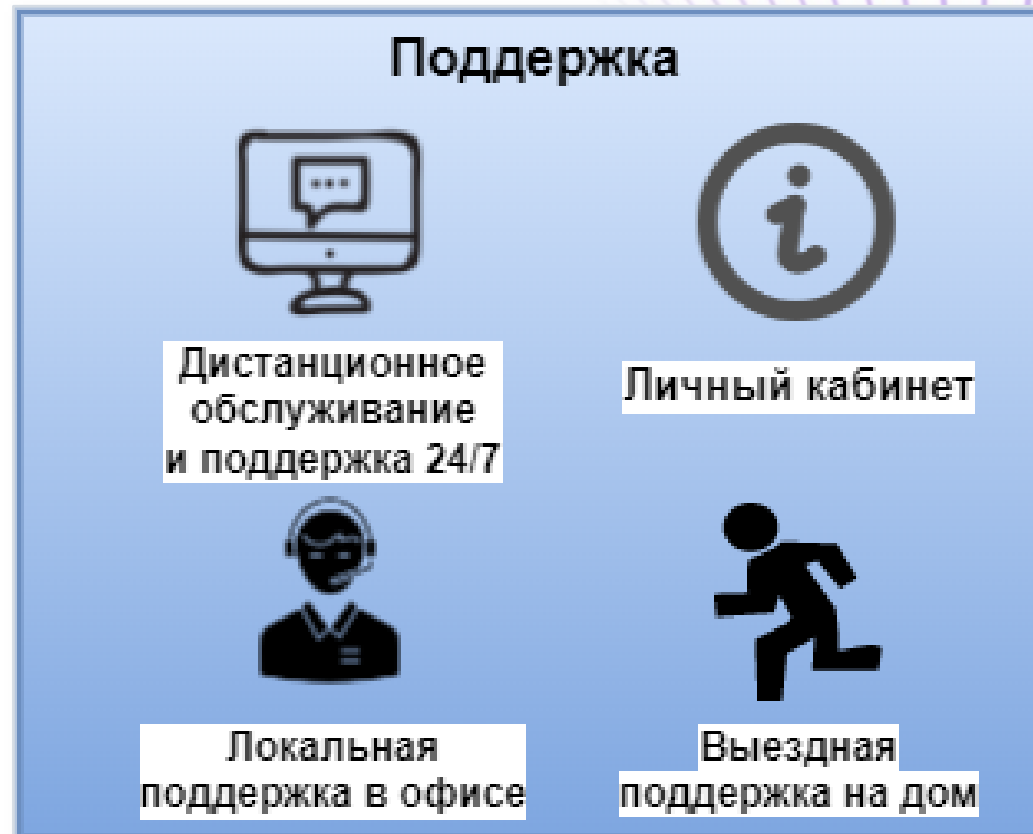 Поддержка
Дистанционное
обслуживание
и поддержка 24/7
Личный кабинет
Локальная
поддержка в офисе
Выездная
поддержка на дом